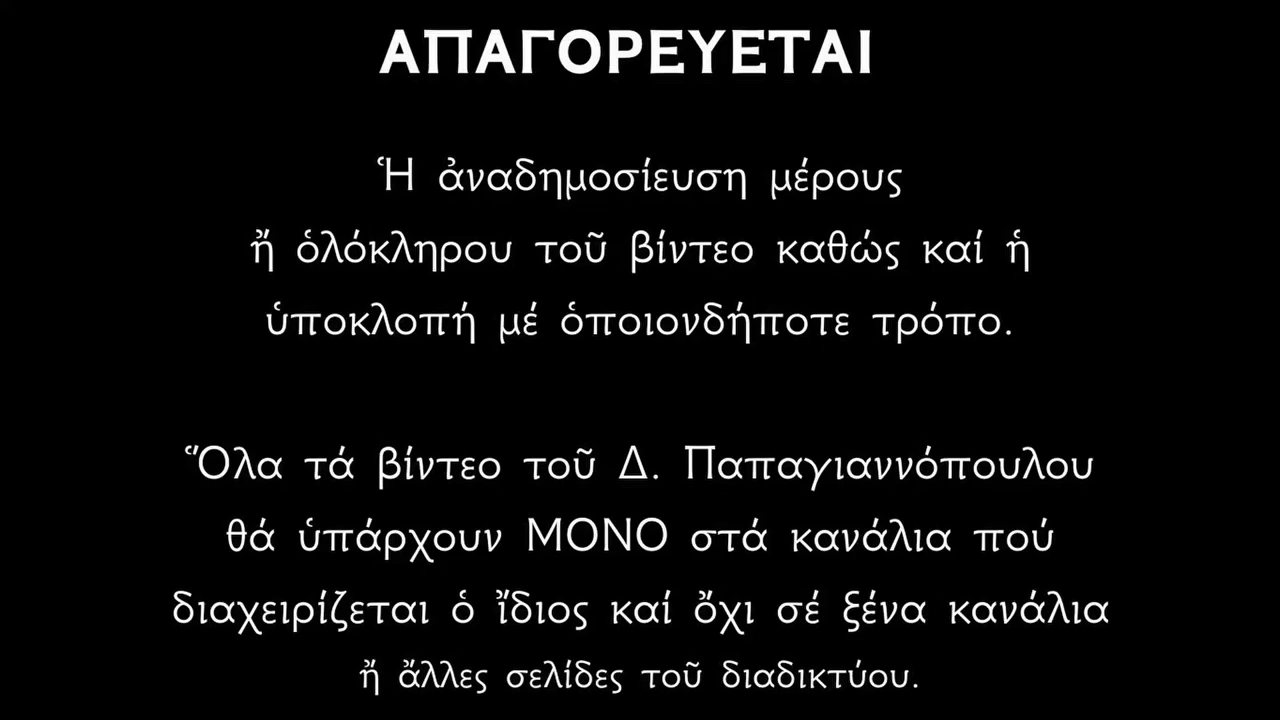 ΑΠΑΓΟΡΕΥΕΤΑΙ
Ἡ ἀναδημοσίευση μέρους
ἤ ὁλόκληρου τοῦ βίντεο καθώς καί ἡ
ὑποκλοπή μέ ὁποιονδήποτε τρόπο.
Ὅλα τά βίντεο τοῦ Δ. Παπαγιαννόπουλου
θά ὑπάρχουν ΜΟΝΟ στά κανάλια πού
διαχειρίζεται ὁ ἴδιος καί ὄχι σέ ξένα κανάλια
ἤ ἄλλες σελίδες τοῦ διαδικτύου.